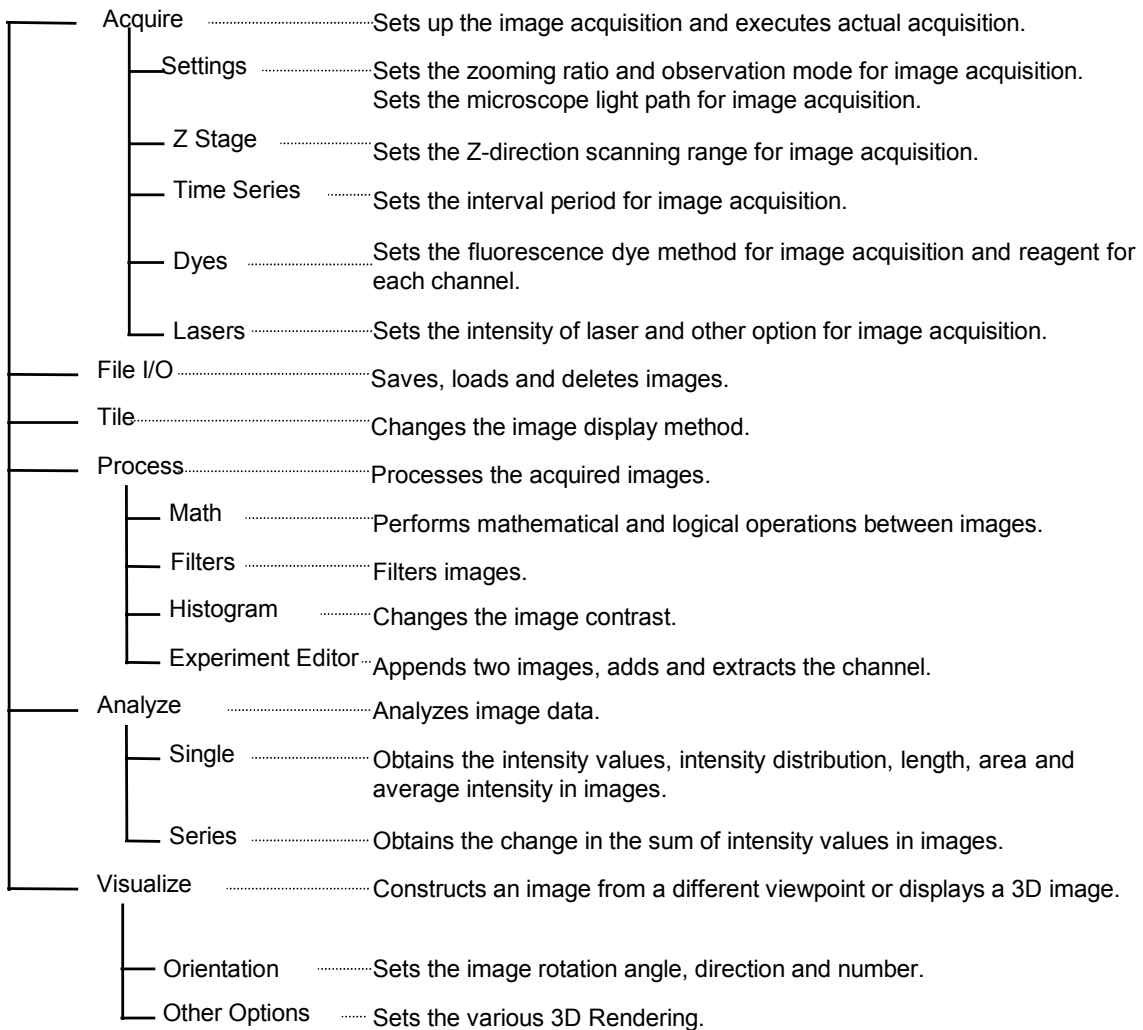 Acquire Sets up the image acquisition and executes actual acquisition.
Settings Sets the zooming ratio and observation mode for image acquisition.
Sets the microscope light path for image acquisition.
Z Stage Sets the Z-direction scanning range for image acquisition.
Time Series Sets the interval period for image acquisition.
Dyes Sets the fluorescence dye method for image acquisition and reagent for
each channel.
Lasers Sets the intensity of laser and other option for image acquisition.
File I/O Saves, loads and deletes images.
Tile Changes the image display method.
Process Processes the acquired images.
Math Performs mathematical and logical operations between images.
Filters Filters images.
Histogram Changes the image contrast.
Experiment Editor Appends two images, adds and extracts the channel.
Analyze Analyzes image data.
Single Obtains the intensity values, intensity distribution, length, area and
average intensity in images.
Series Obtains the change in the sum of intensity values in images.
Visualize Constructs an image from a different viewpoint or displays a 3D image.
Orientation Sets the image rotation angle, direction and number.
Other Options Sets the various 3D Rendering.